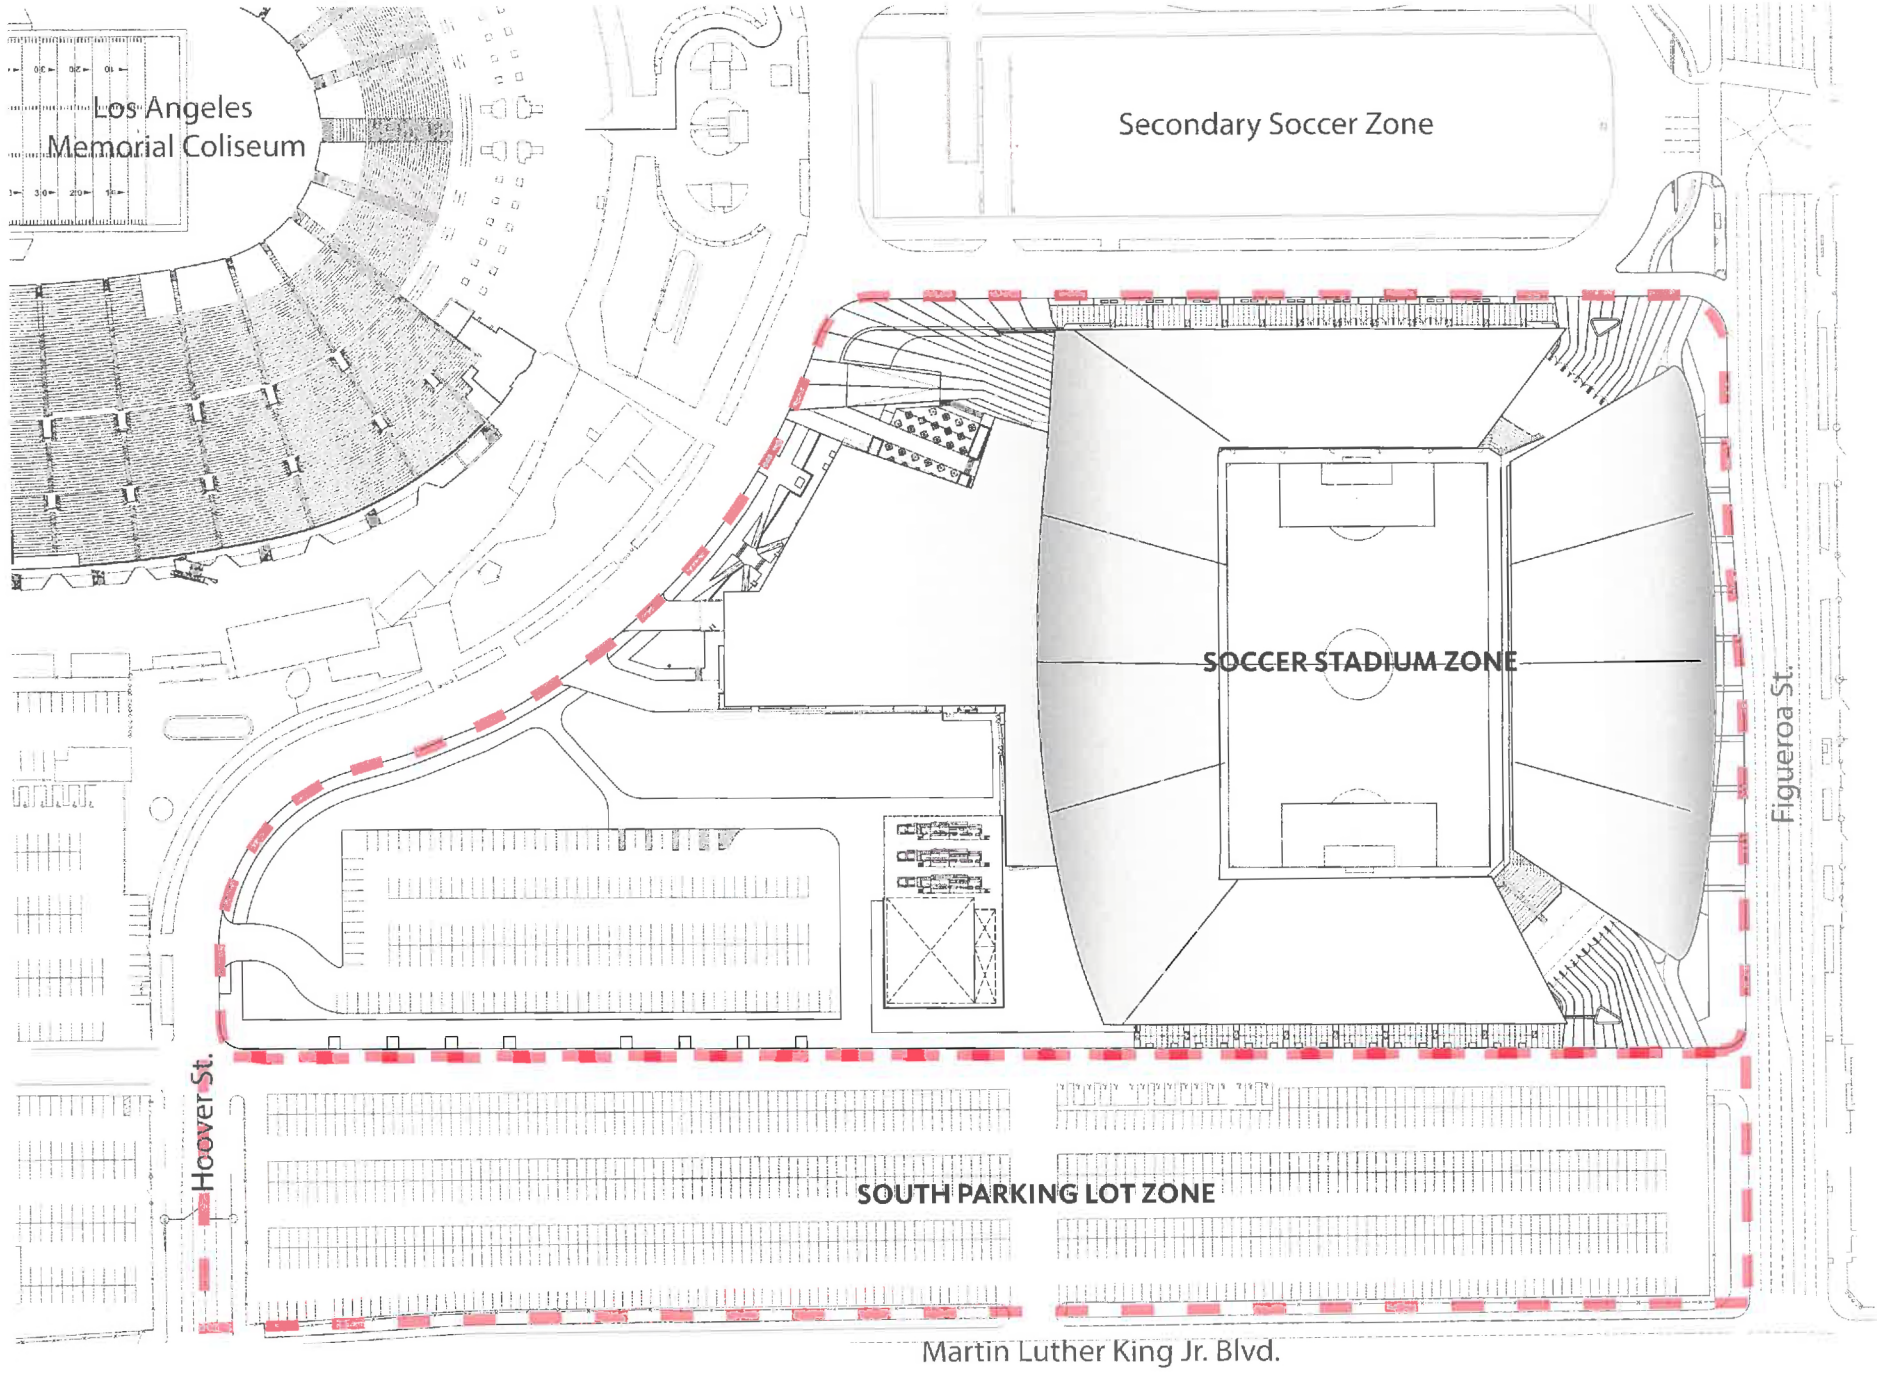 Los Angeles
Memorial Coliseum
Secondary Soccer Zone
SOCCER STADIUM ZONE
Figueroa St.
Hoover St.
SOUTH PARKING LOT ZONE
Martin Luther King Jr. Blvd.